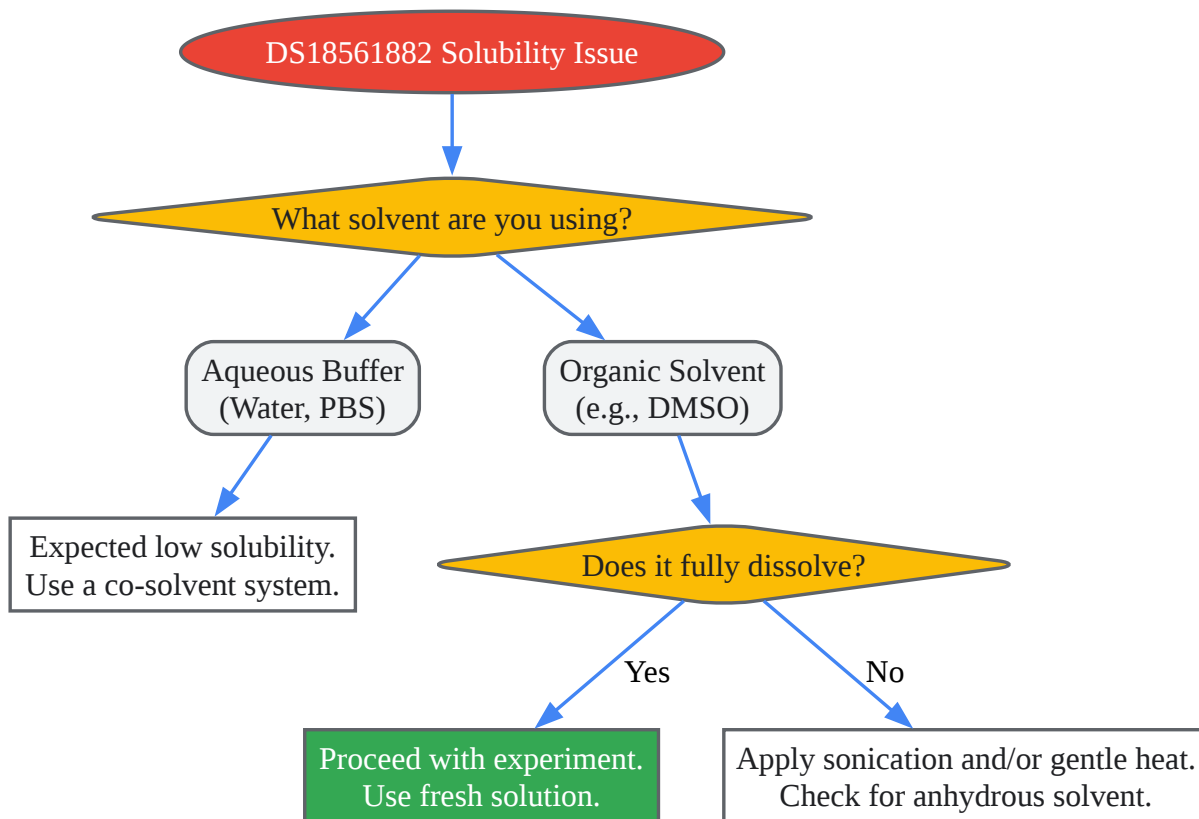 DS18561882 Solubility Issue
What solvent are you using?
Aqueous Buffer
(Water, PBS)
Organic Solvent
(e.g., DMSO)
Expected low solubility.
Use a co-solvent system.
Does it fully dissolve?
Yes
No
Proceed with experiment.
Use fresh solution.
Apply sonication and/or gentle heat.
Check for anhydrous solvent.